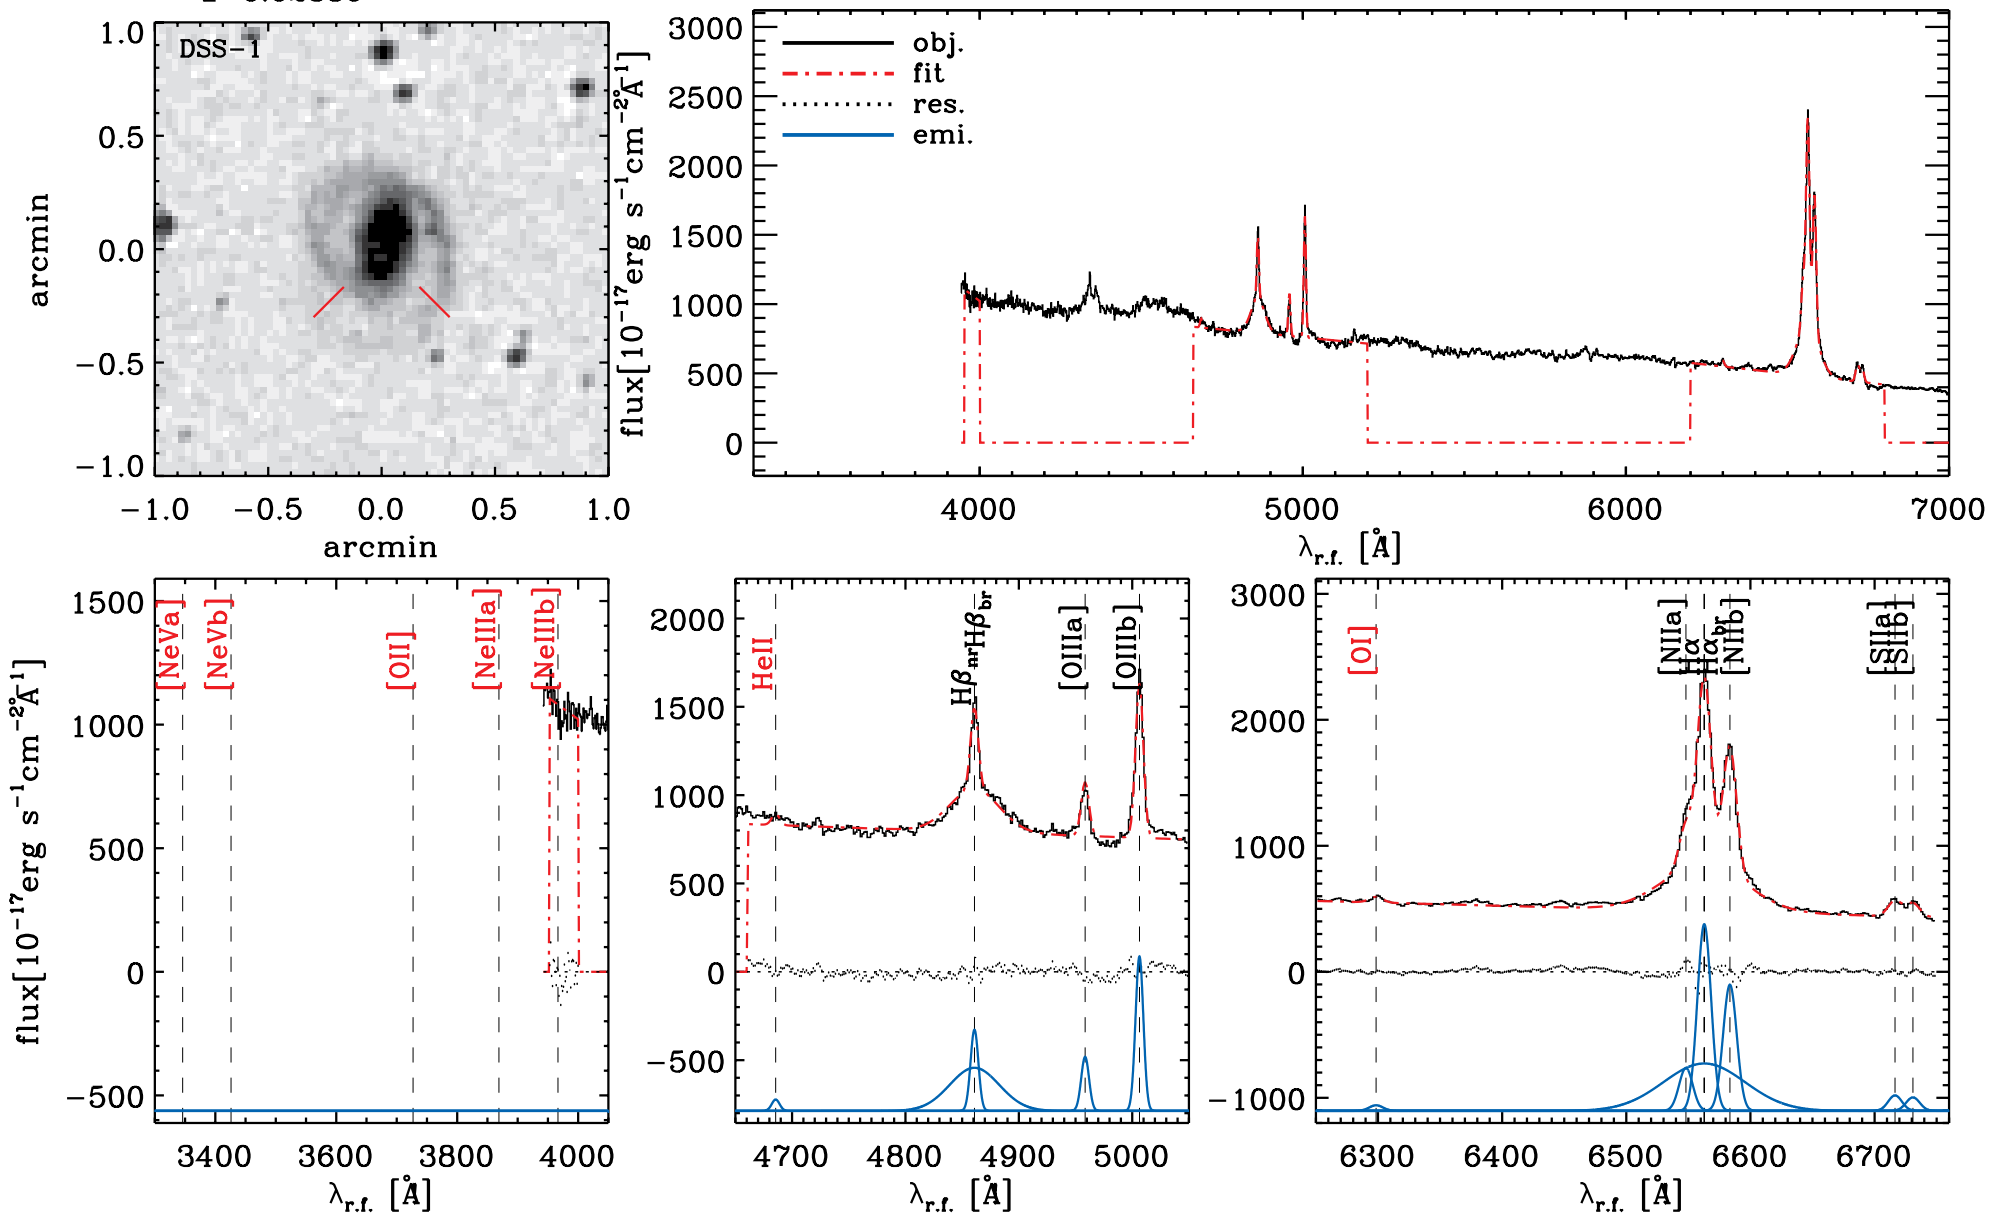 DSS-1
1.0
0.5
0.0
−0.5
−1.0
−1.0 −0.5 0.0 0.5 1.0
arcmin
arcmin
obj.
fit
res.
emi.
3000
2500
2000
1500
1000
500
0
flux[10⁻¹⁷erg s⁻¹cm⁻²Å⁻¹]
4000 5000 6000 7000
λr.f. [Å]
[NeVa] [NeVb] [OII] [NeIIIa] [NeIIIb]
1500
1000
500
0
−500
flux[10⁻¹⁷erg s⁻¹cm⁻²Å⁻¹]
3400 3600 3800 4000
λr.f. [Å]
HeII Hβnr Hβbr [OIIIa] [OIIIb]
2000
1500
1000
500
0
−500
4700 4800 4900 5000
λr.f. [Å]
[OI] [NIIa] Hα Hαbr [NIIb] [SIIa] [SIIb]
3000
2000
1000
0
−1000
6300 6400 6500 6600 6700
λr.f. [Å]